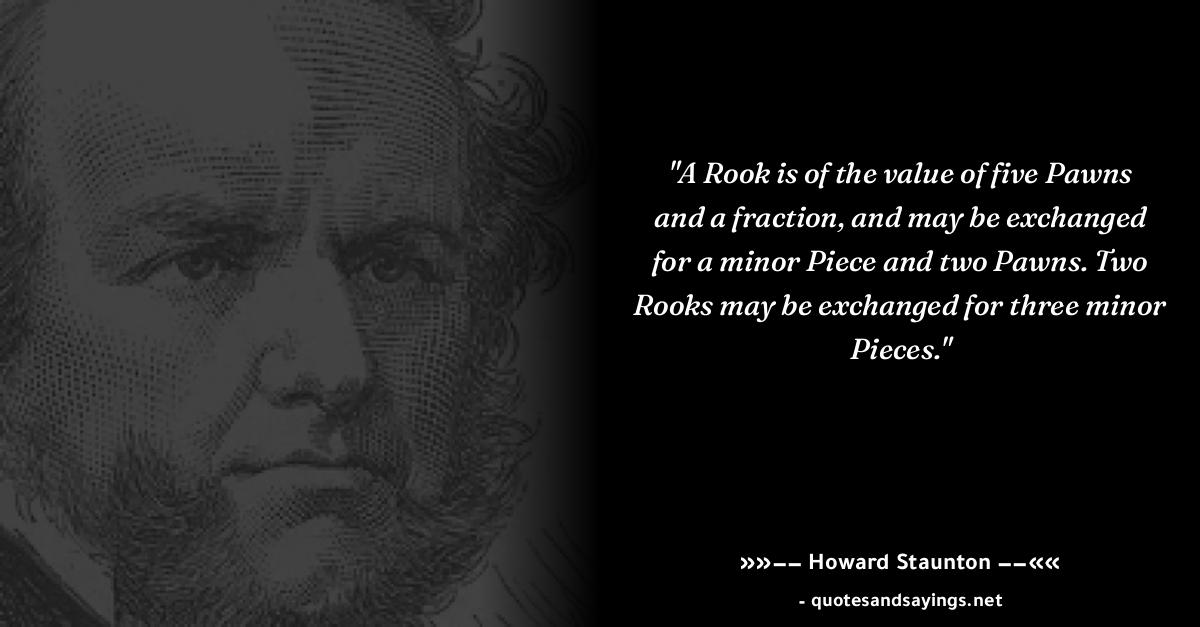 "A Rook is of the value of five Pawns
and a fraction, and may be exchanged
for a minor Piece and two Pawns. Two
Rooks may be exchanged for three minor
Pieces."
»»−− Howard Staunton −−««
- quotesandsayings.net